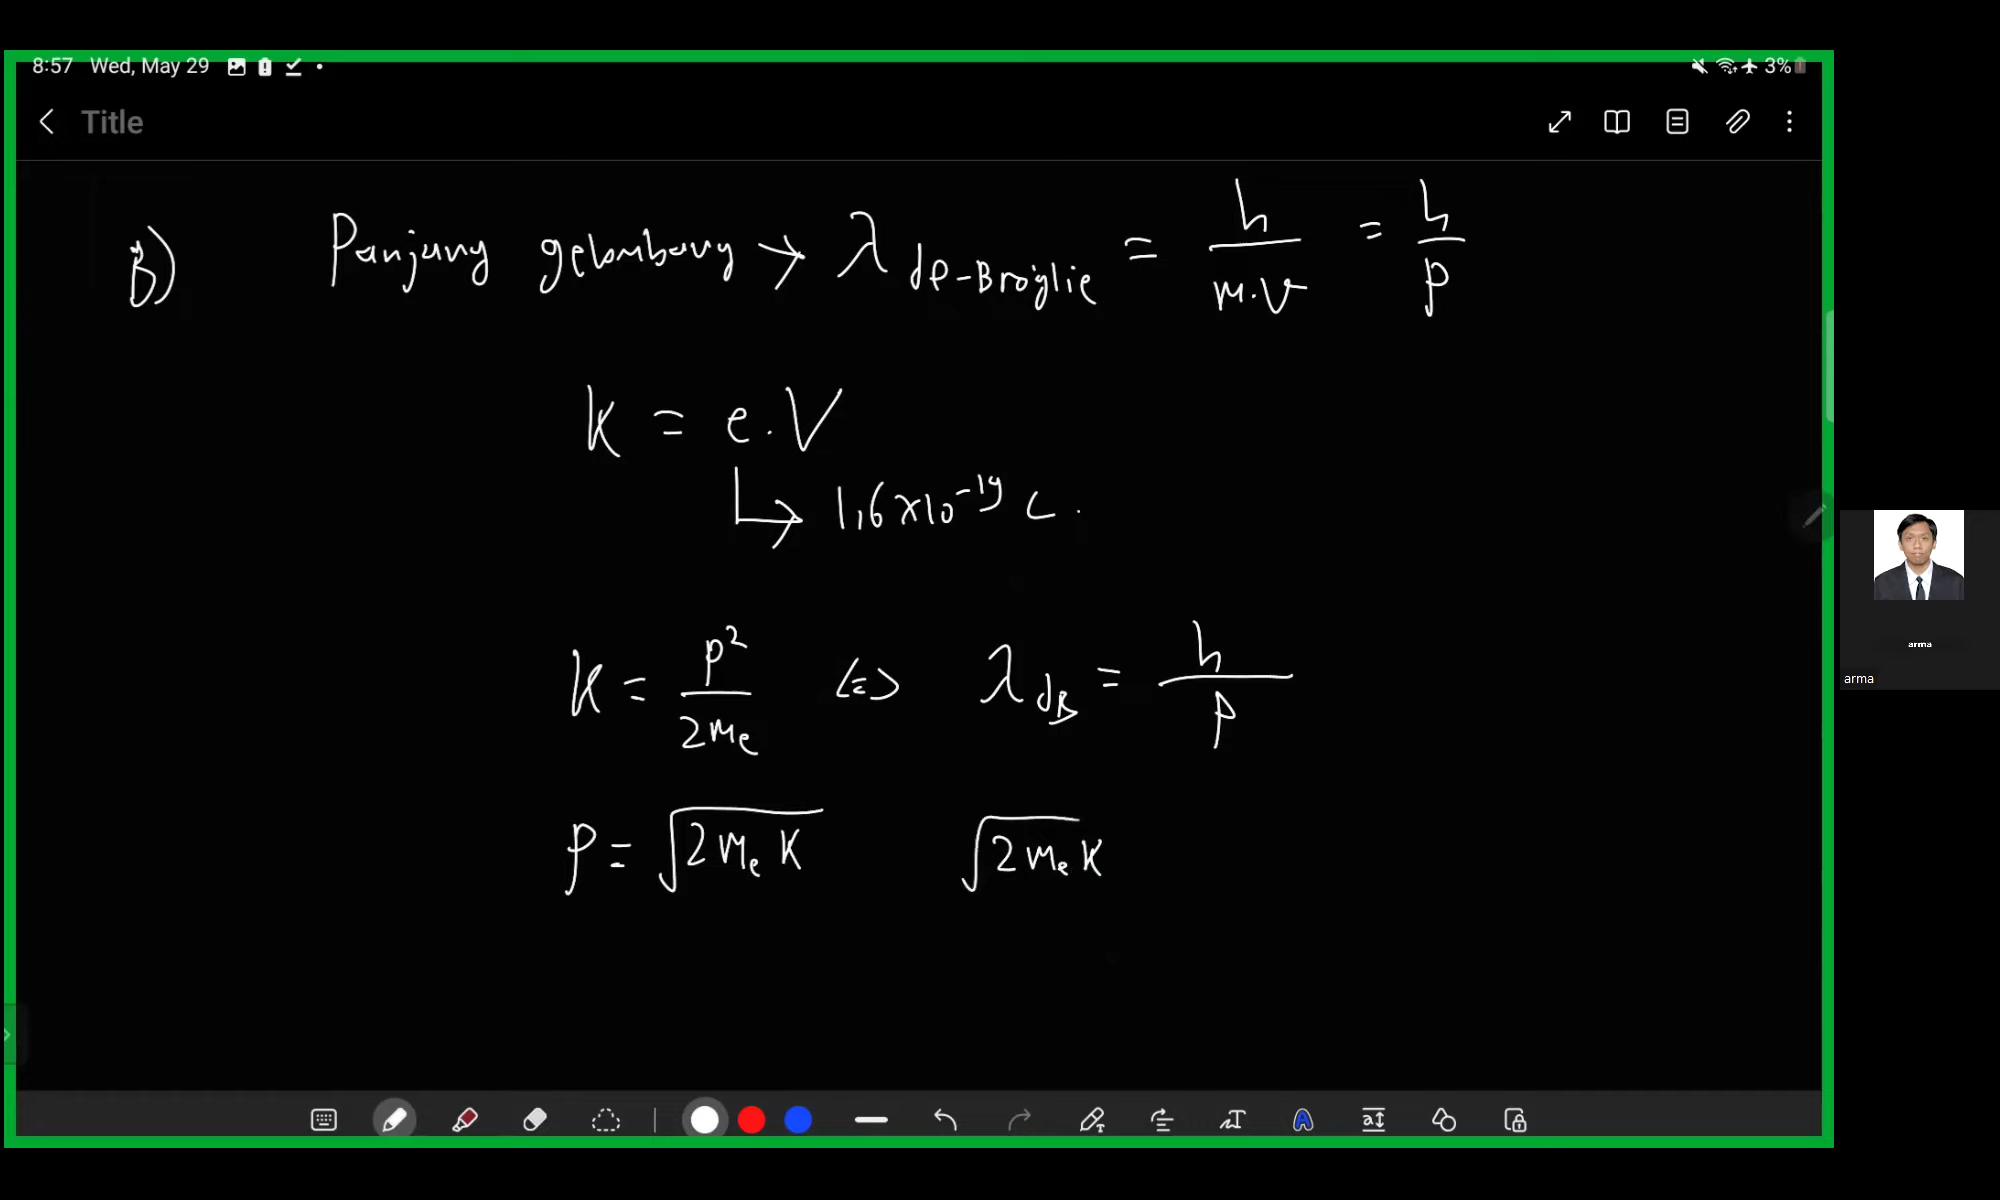 8:57 Wed, May 29 3%
Title
B) Panjang gelombang → λ de-Broglie = h/m.v = h/p
K = e.V
↳ 1,6x10⁻¹⁹ C.
K = p²/2mₑ <=> λ dB = h/p
p = √2mₑK √2mₑK
arma
arma